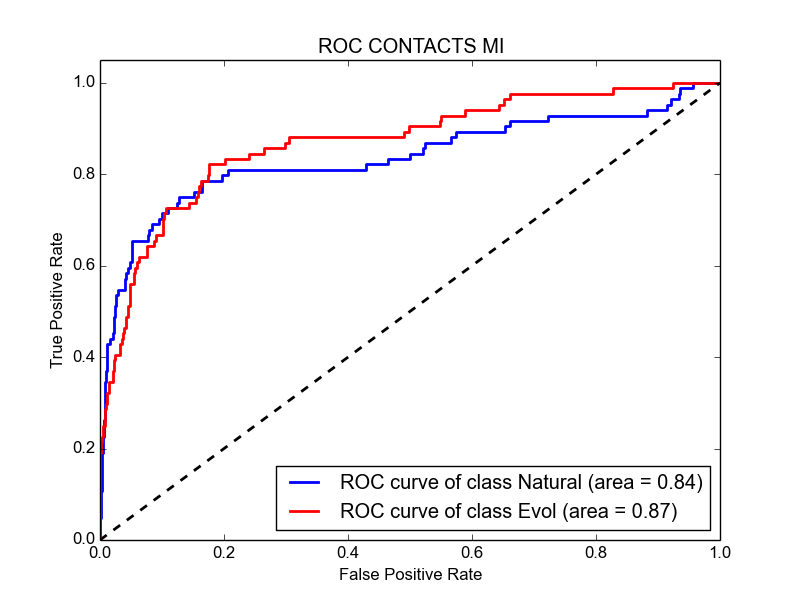 ROC CONTACTS MI
True Positive Rate
1.0
0.8
0.6
0.4
0.2
0.0
0.0 0.2 0.4 0.6 0.8 1.0
False Positive Rate
ROC curve of class Natural (area = 0.84)
ROC curve of class Evol (area = 0.87)